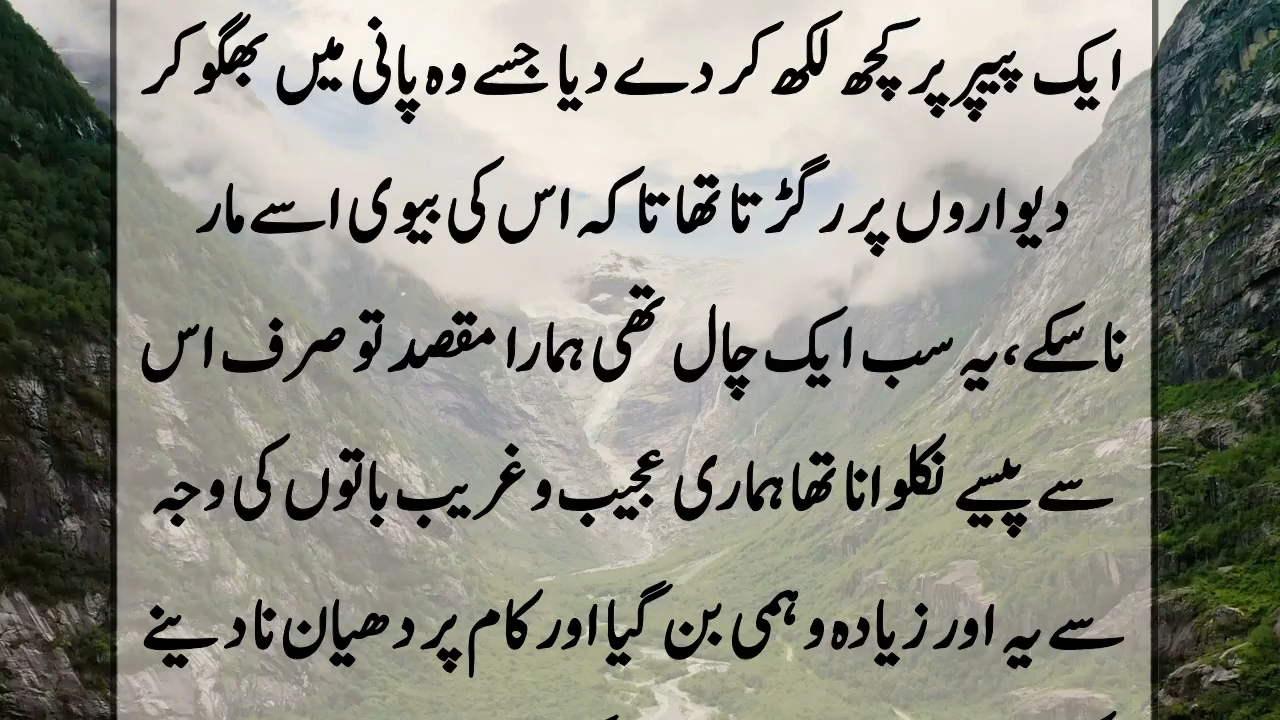 ایک پیپر پر کچھ لکھ کر دے دیا جسے وہ پانی میں بھگو کر
دیواروں پر رگڑتا تھا تا کہ اس کی بیوی اسے مار
نا سکے، یہ سب ایک چال تھی ہمارا مقصد تو صرف اس
سے پیسے نکلوانا تھا ہماری عجیب و غریب باتوں کی وجہ
سے یہ اور زیادہ وہمی بن گیا اور کام پر دھیان نا دینے